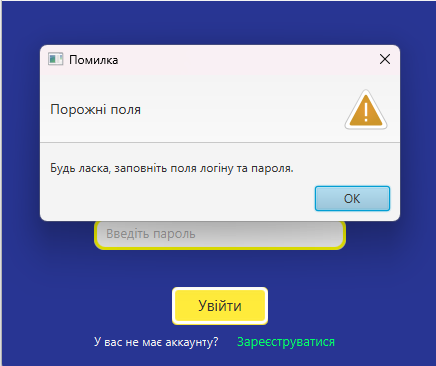 Помилка
Порожні поля
Будь ласка, заповніть поля логіну та пароля.
OK
Введіть пароль
Увійти
У вас не має аккаунту? Зареєструватися